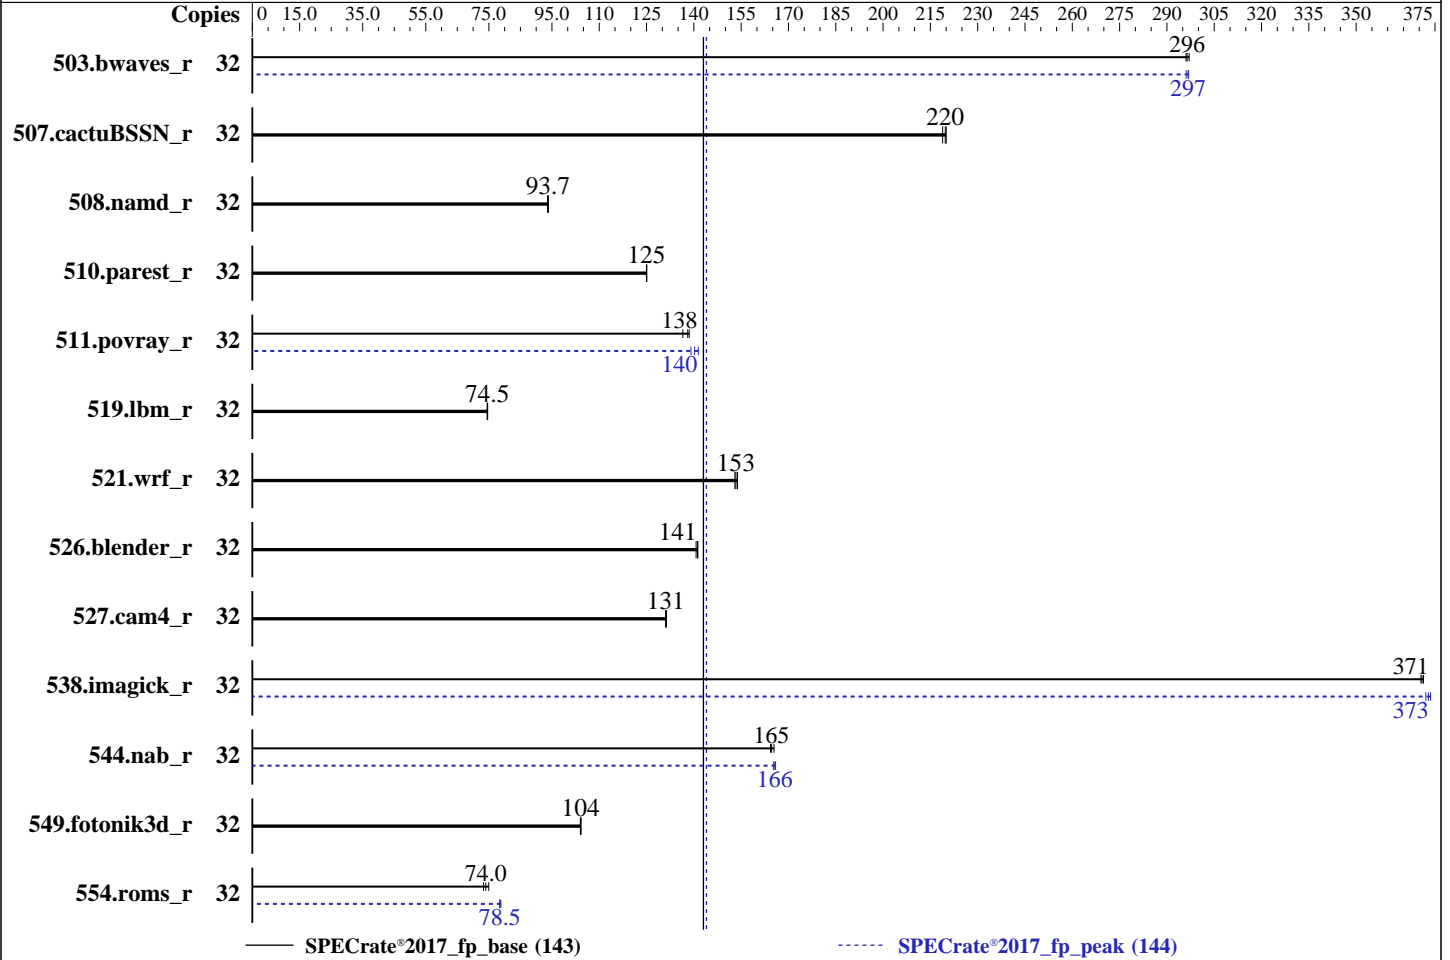 Copies 0 15.0 35.0 55.0 75.0 95.0 110 125 140 155 170 185 200 215 230 245 260 275 290 305 320 335 350 375
503.bwaves_r 32 296
297
507.cactuBSSN_r 32 220
508.namd_r 32 93.7
510.parest_r 32 125
511.povray_r 32 138
140
519.lbm_r 32 74.5
521.wrf_r 32 153
526.blender_r 32 141
527.cam4_r 32 131
538.imagick_r 32 371
373
544.nab_r 32 165
166
549.fotonik3d_r 32 104
554.roms_r 32 74.0
78.5
SPECrate®2017_fp_base (143) SPECrate®2017_fp_peak (144)